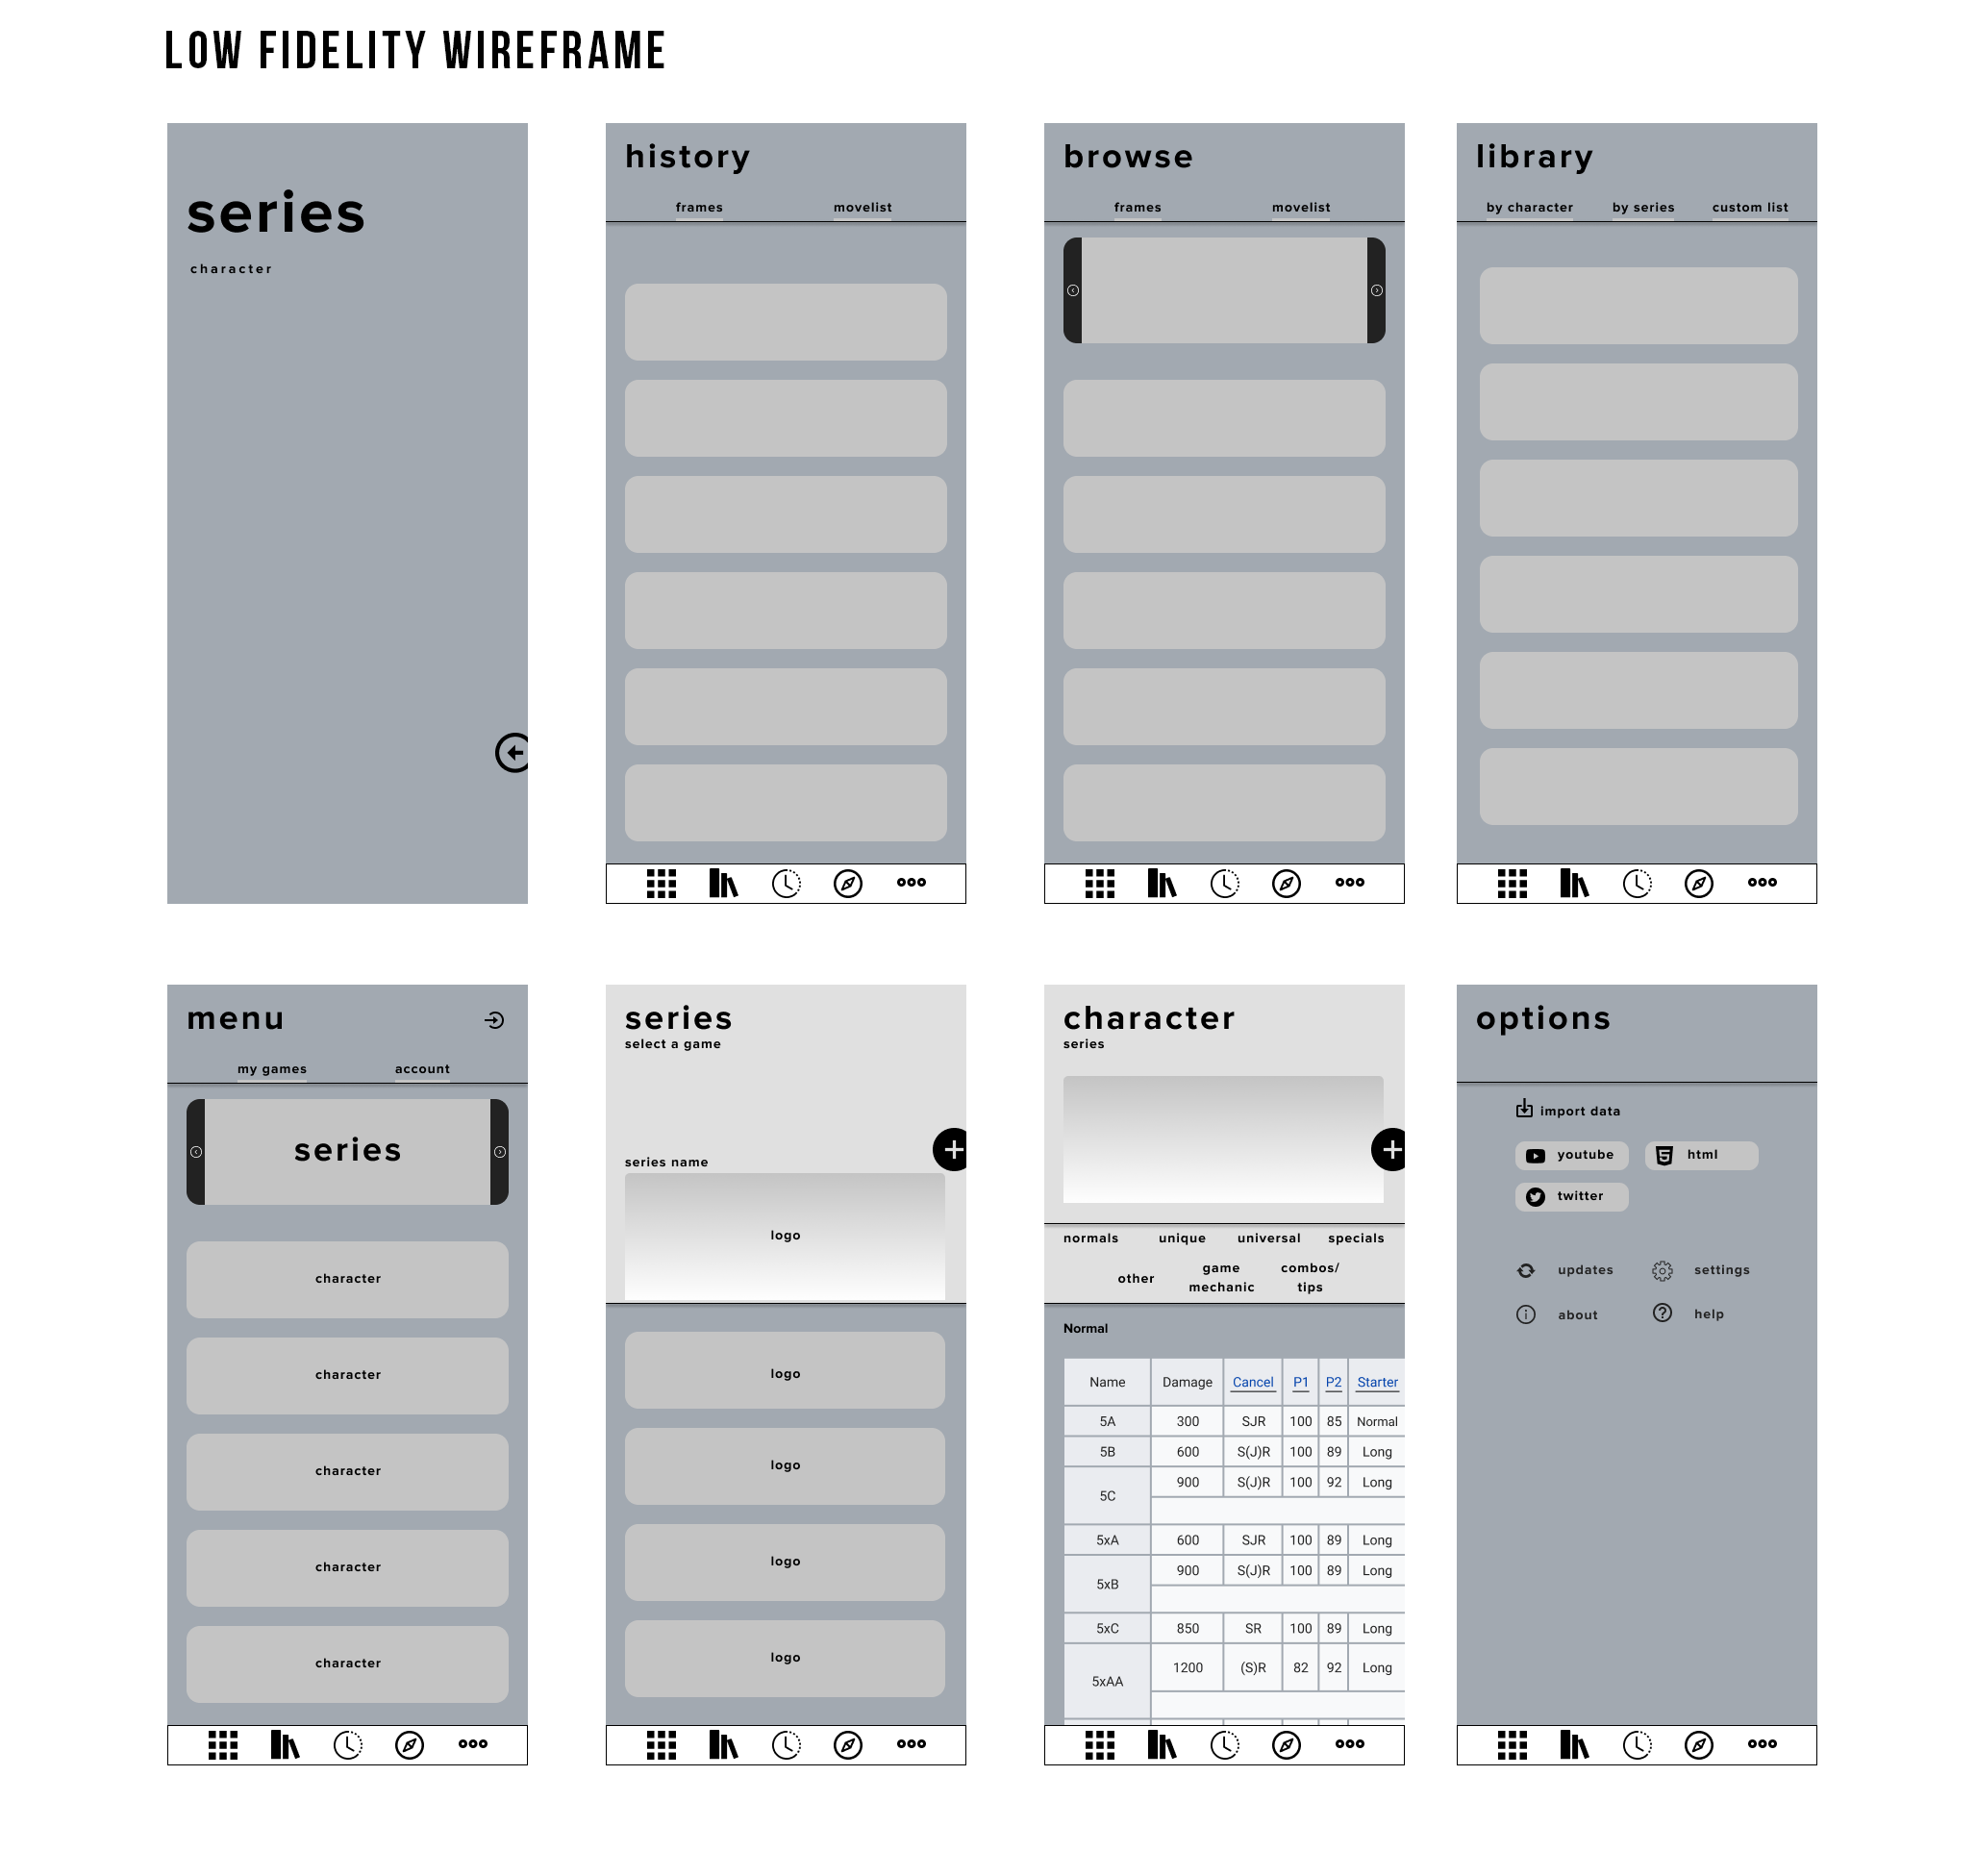 LOW FIDELITY WIREFRAME
series
character
history
frames movelist
browse
frames movelist
library
by character by series custom list
menu
my games account
series
character
character
character
character
character
series
select a game
series name
logo
logo
logo
logo
logo
character
series
normals unique universal specials
other game mechanic combos/ tips
Normal
Name Damage Cancel P1 P2 Starter
5A 300 SJR 100 85 Normal
5B 600 S(J)R 100 89 Long
5C 900 S(J)R 100 92 Long
5xA 600 SJR 100 89 Long
5xB 900 S(J)R 100 89 Long
5xC 850 SR 100 89 Long
5xAA 1200 (S)R 82 92 Long
options
import data
youtube html
twitter
updates settings
about help